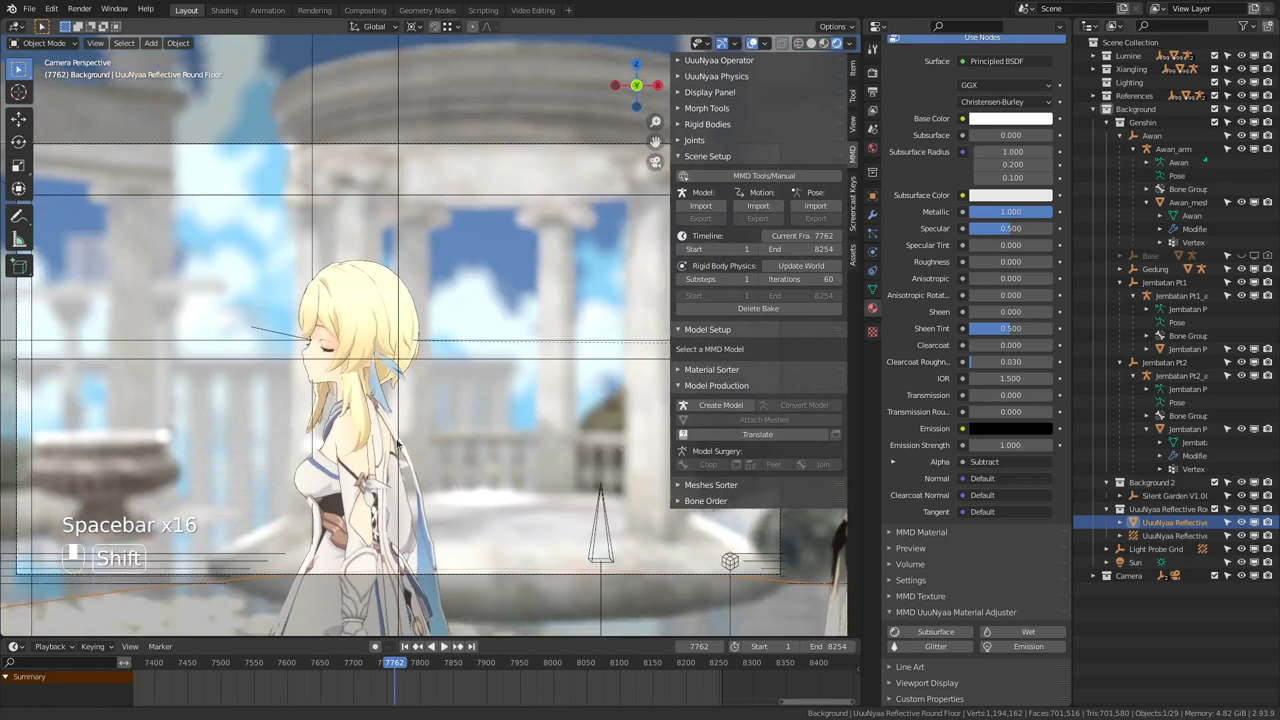 File Edit Render Window Help Layout Shading Animation Rendering Compositing Geometry Nodes Scripting Video Editing + Scene View Layer
Global Options
Object Mode View Select Add Object
Camera Perspective
(7762) Background | UuuNyaa Reflective Round Floor
Spacebar x16
Shift
UuuNyaa Operator
UuuNyaa Physics
Display Panel
Morph Tools
Rigid Bodies
Joints
Scene Setup
MMD Tools/Manual
Model: Motion: Pose:
Import Import Import
Export Export Export
Timeline: Current Fra 7762
Start 1 End 8254
Rigid Body Physics: Update World
Substeps 1 Iterations 60
Start 1 End 8254
Delete Bake
Model Setup
Select a MMD Model
Material Sorter
Model Production
Create Model Convert Model
Attach Meshes
Translate
Model Surgery:
Chop Peel Join
Meshes Sorter
Bone Order
Item
Tool
View
MMD
Screencast Keys
Assets
Use Nodes
Surface Principled BSDF
GGX
Christensen-Burley
Base Color
Subsurface 0.000
Subsurface Radius 1.000
0.200
0.100
Subsurface Color
Metallic 1.000
Specular 0.500
Specular Tint 0.000
Roughness 0.000
Anisotropic 0.000
Anisotropic Rotat... 0.000
Sheen 0.000
Sheen Tint 0.500
Clearcoat 0.000
Clearcoat Roughn... 0.030
IOR 1.500
Transmission 0.000
Transmission Rou... 0.000
Emission
Emission Strength 1.000
Alpha Subtract
Normal Default
Clearcoat Normal Default
Tangent Default
MMD Material
Preview
Volume
Settings
MMD Texture
MMD UuuNyaa Material Adjuster
Subsurface Wet
Glitter Emission
Line Art
Viewport Display
Custom Properties
Scene Collection
Lumine
Xiangling
Lighting
References
Background
Genshin
Awan
Awan_arm
Awan
Pose
Bone Group
Awan_mesh
Awan
Modifie
Vertex
Base
Gedung
Jembatan Pt1
Jembatan Pt1_a
Jembatan P
Pose
Bone Group
Jembatan P
Jembatan Pt2
Jembatan Pt2_a
Jembatan P
Pose
Bone Group
Jembatan P
Jembata
Modifie
Vertex
Background 2
Silent Garden V1.0
UuuNyaa Reflective Rou
UuuNyaa Reflective
UuuNyaa Reflective
Light Probe Grid
Sun
Camera
Playback Keying View Marker 7762 Start 1 End 8254
7400 7450 7500 7550 7600 7650 7700 7762 7800 7850 7900 7950 8000 8050 8100 8150 8200 8250 8300 8350 8400
Summary
Background | UuuNyaa Reflective Round Floor | Verts:1,194,162 | Faces:701,516 | Tris:701,580 | Objects:1/29 | Memory: 4.82 GiB | 2.93.9